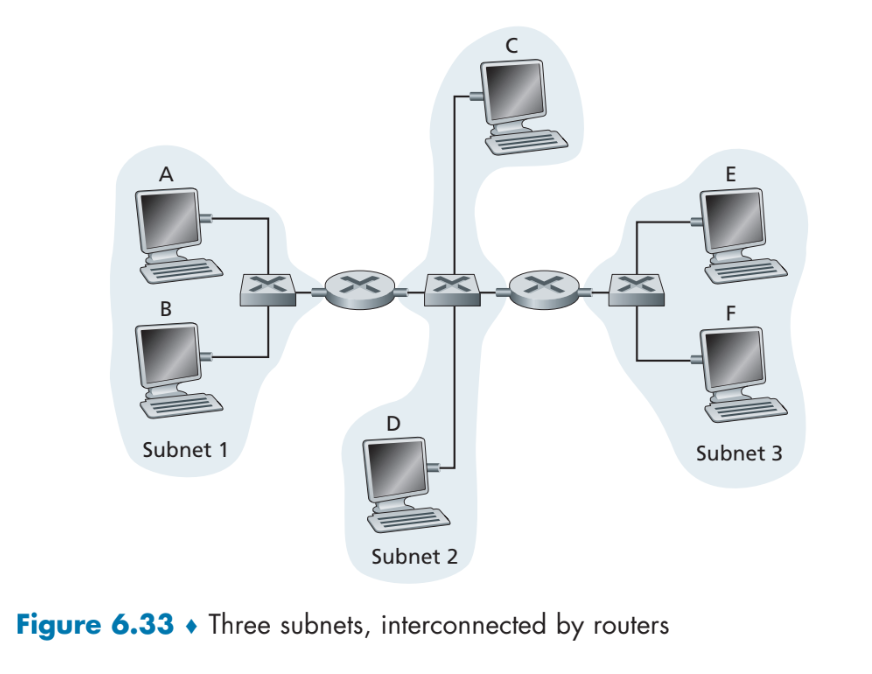 C
A
E
B
F
D
Subnet 1
Subnet 3
Subnet 2
Figure 6.33 ♦ Three subnets, interconnected by routers